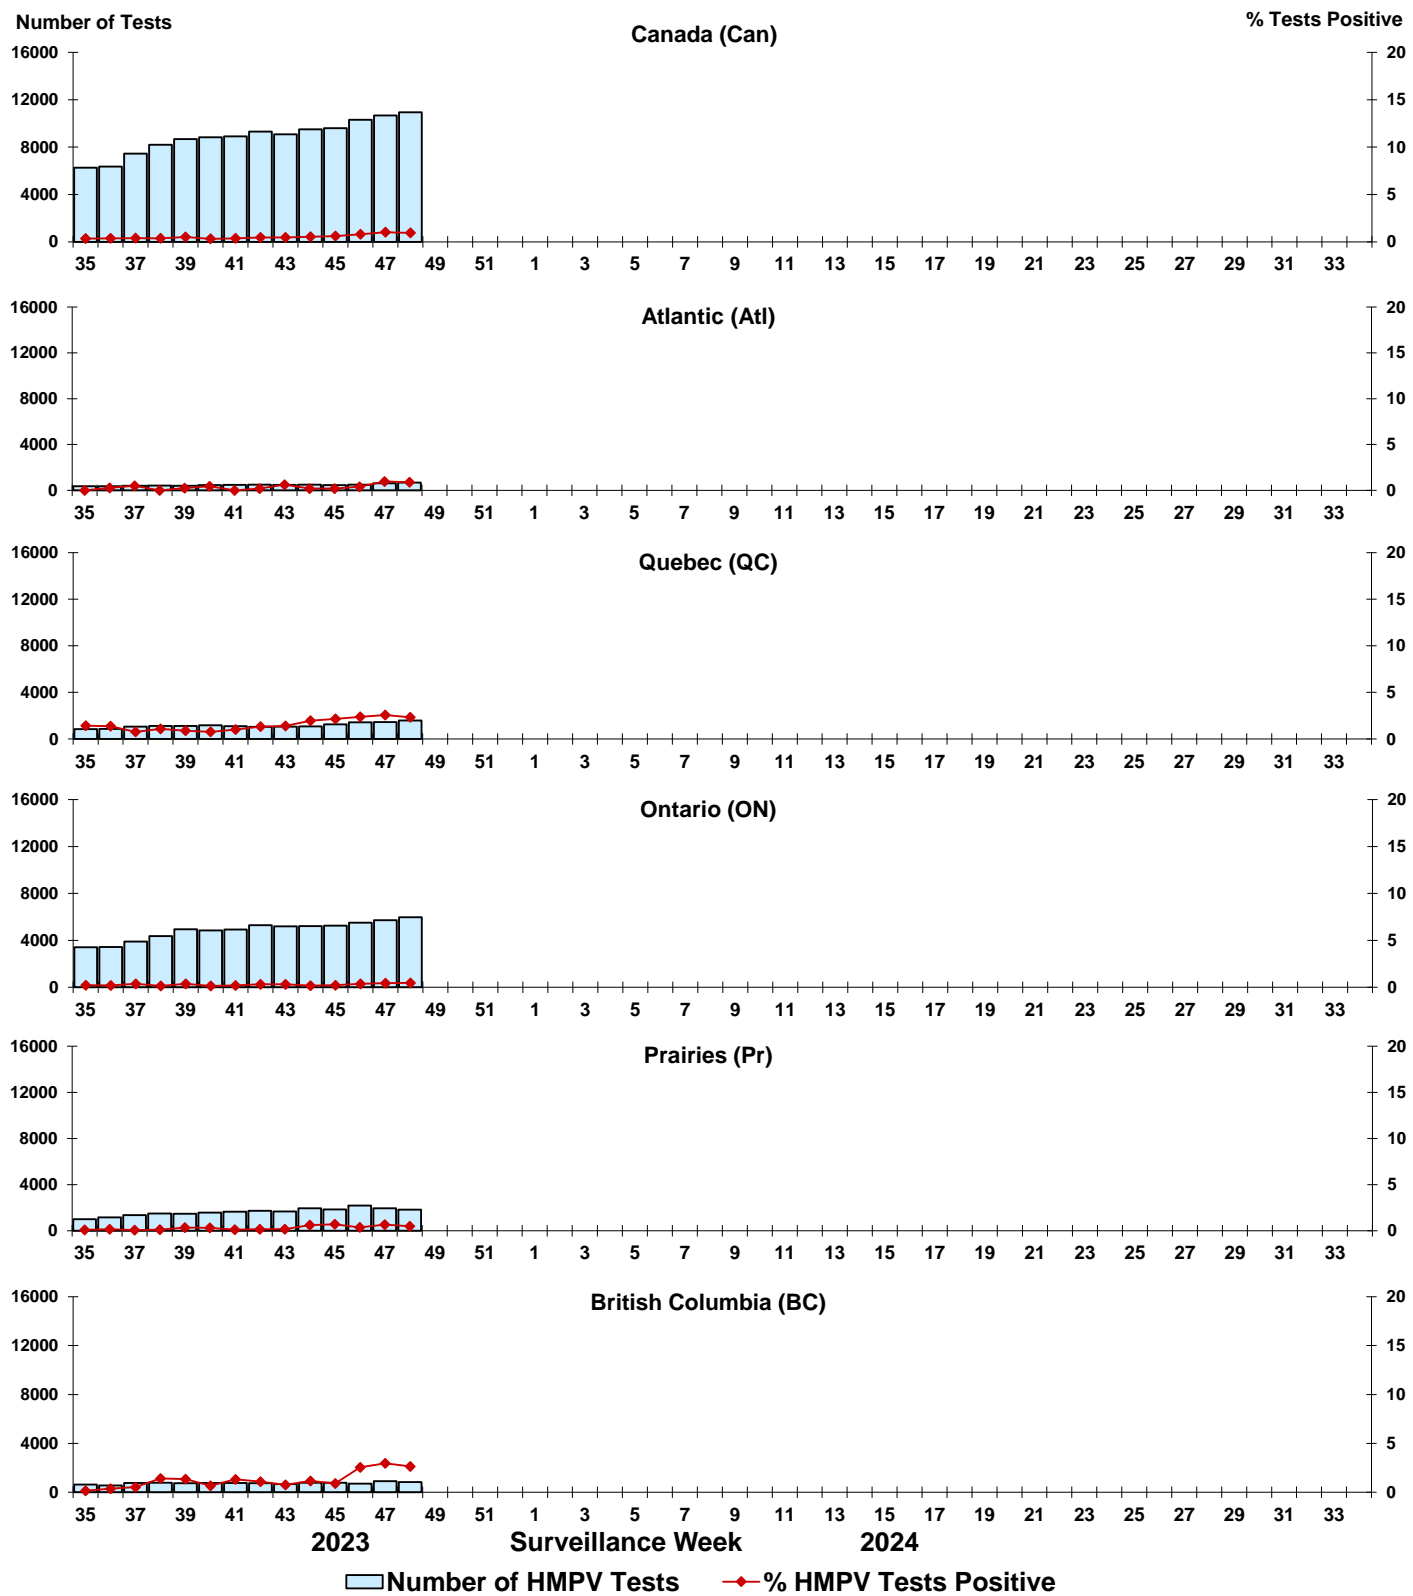 Number of Tests
% Tests Positive
Canada (Can)
16000 20
12000 15
8000 10
4000 5
0 0
35 37 39 41 43 45 47 49 51 1 3 5 7 9 11 13 15 17 19 21 23 25 27 29 31 33
Atlantic (Atl)
16000 20
12000 15
8000 10
4000 5
0 0
35 37 39 41 43 45 47 49 51 1 3 5 7 9 11 13 15 17 19 21 23 25 27 29 31 33
Quebec (QC)
16000 20
12000 15
8000 10
4000 5
0 0
35 37 39 41 43 45 47 49 51 1 3 5 7 9 11 13 15 17 19 21 23 25 27 29 31 33
Ontario (ON)
16000 20
12000 15
8000 10
4000 5
0 0
35 37 39 41 43 45 47 49 51 1 3 5 7 9 11 13 15 17 19 21 23 25 27 29 31 33
Prairies (Pr)
16000 20
12000 15
8000 10
4000 5
0 0
35 37 39 41 43 45 47 49 51 1 3 5 7 9 11 13 15 17 19 21 23 25 27 29 31 33
British Columbia (BC)
16000 20
12000 15
8000 10
4000 5
0 0
35 37 39 41 43 45 47 49 51 1 3 5 7 9 11 13 15 17 19 21 23 25 27 29 31 33
2023 Surveillance Week 2024
Number of HMPV Tests % HMPV Tests Positive